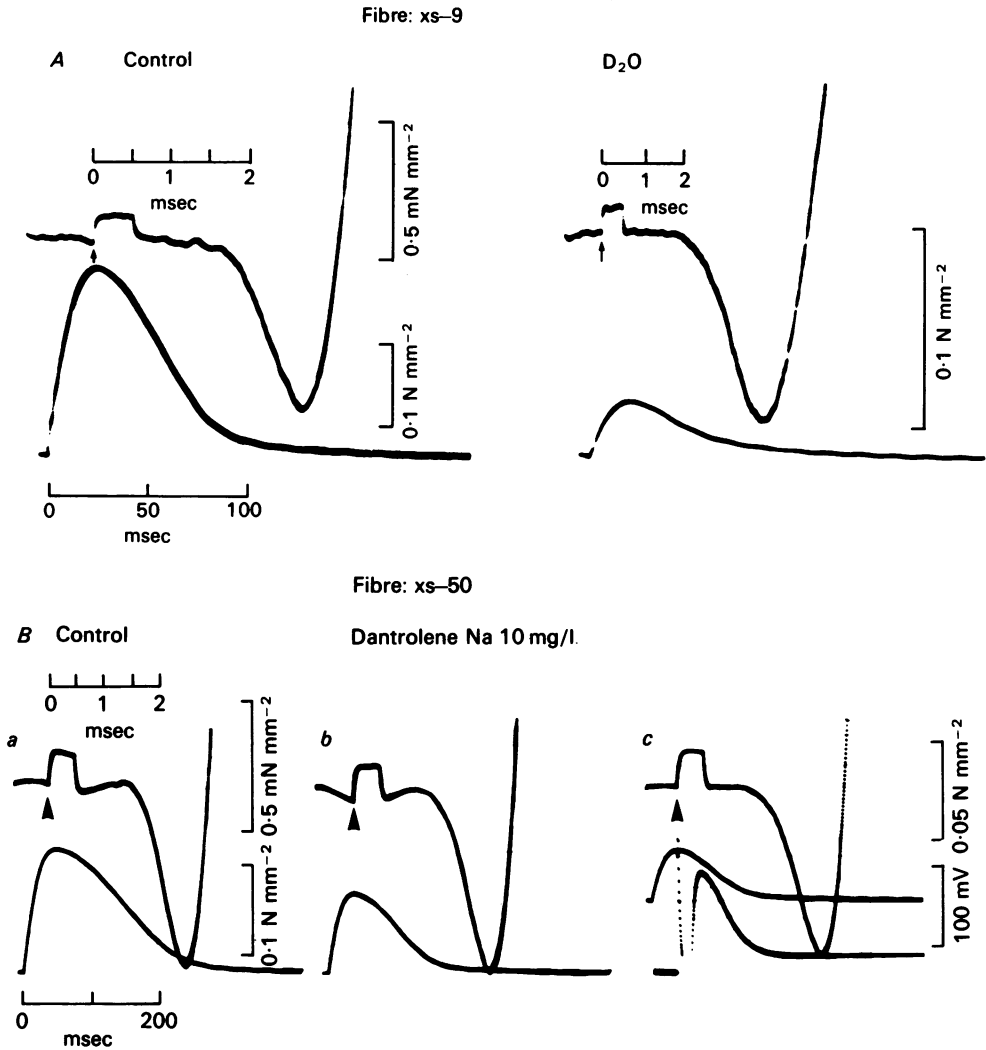 Fibre: xs–9
A Control
D₂O
0 1 2
msec
0·5 mN mm⁻²
0·1 N mm⁻²
0 50 100
msec
0 1 2
msec
0·1 N mm⁻²
Fibre: xs–50
B Control
Dantrolene Na 10 mg/l.
0 1 2
msec
a
0·5 mN mm⁻²
0·1 N mm⁻²
0 200
msec
b
c
0·05 N mm⁻²
100 mV